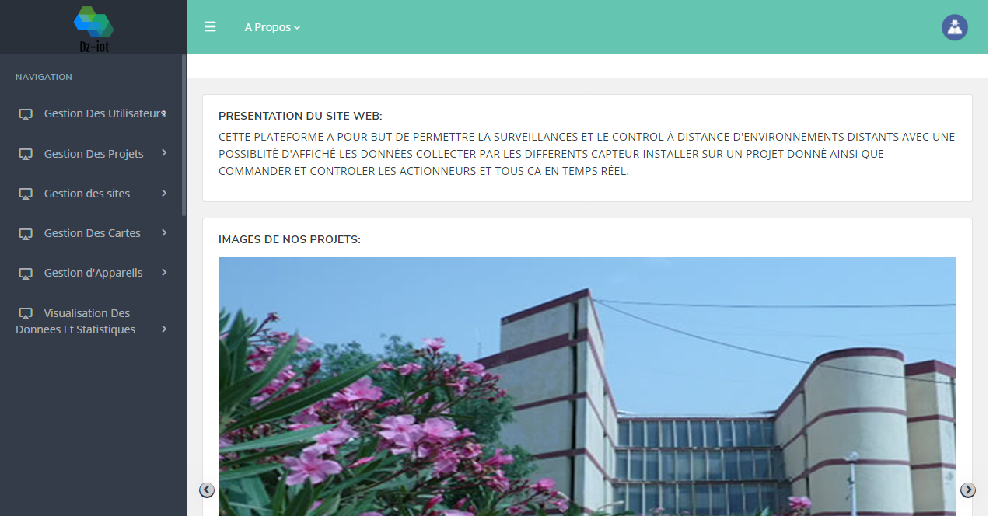 Dz-iot
A Propos
NAVIGATION
Gestion Des Utilisateurs
Gestion Des Projets
Gestion des sites
Gestion Des Cartes
Gestion d'Appareils
Visualisation Des
Donnees Et Statistiques
PRESENTATION DU SITE WEB:
CETTE PLATEFORME A POUR BUT DE PERMETTRE LA SURVEILLANCES ET LE CONTROL À DISTANCE D'ENVIRONNEMENTS DISTANTS AVEC UNE
POSSIBLITÉ D'AFFICHÉ LES DONNÉES COLLECTER PAR LES DIFFERENTS CAPTEUR INSTALLER SUR UN PROJET DONNÉ AINSI QUE
COMMANDER ET CONTROLER LES ACTIONNEURS ET TOUS CA EN TEMPS RÉEL.
IMAGES DE NOS PROJETS: